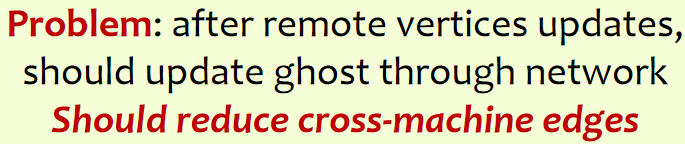 Problem: after remote vertices updates,
should update ghost through network
Should reduce cross-machine edges